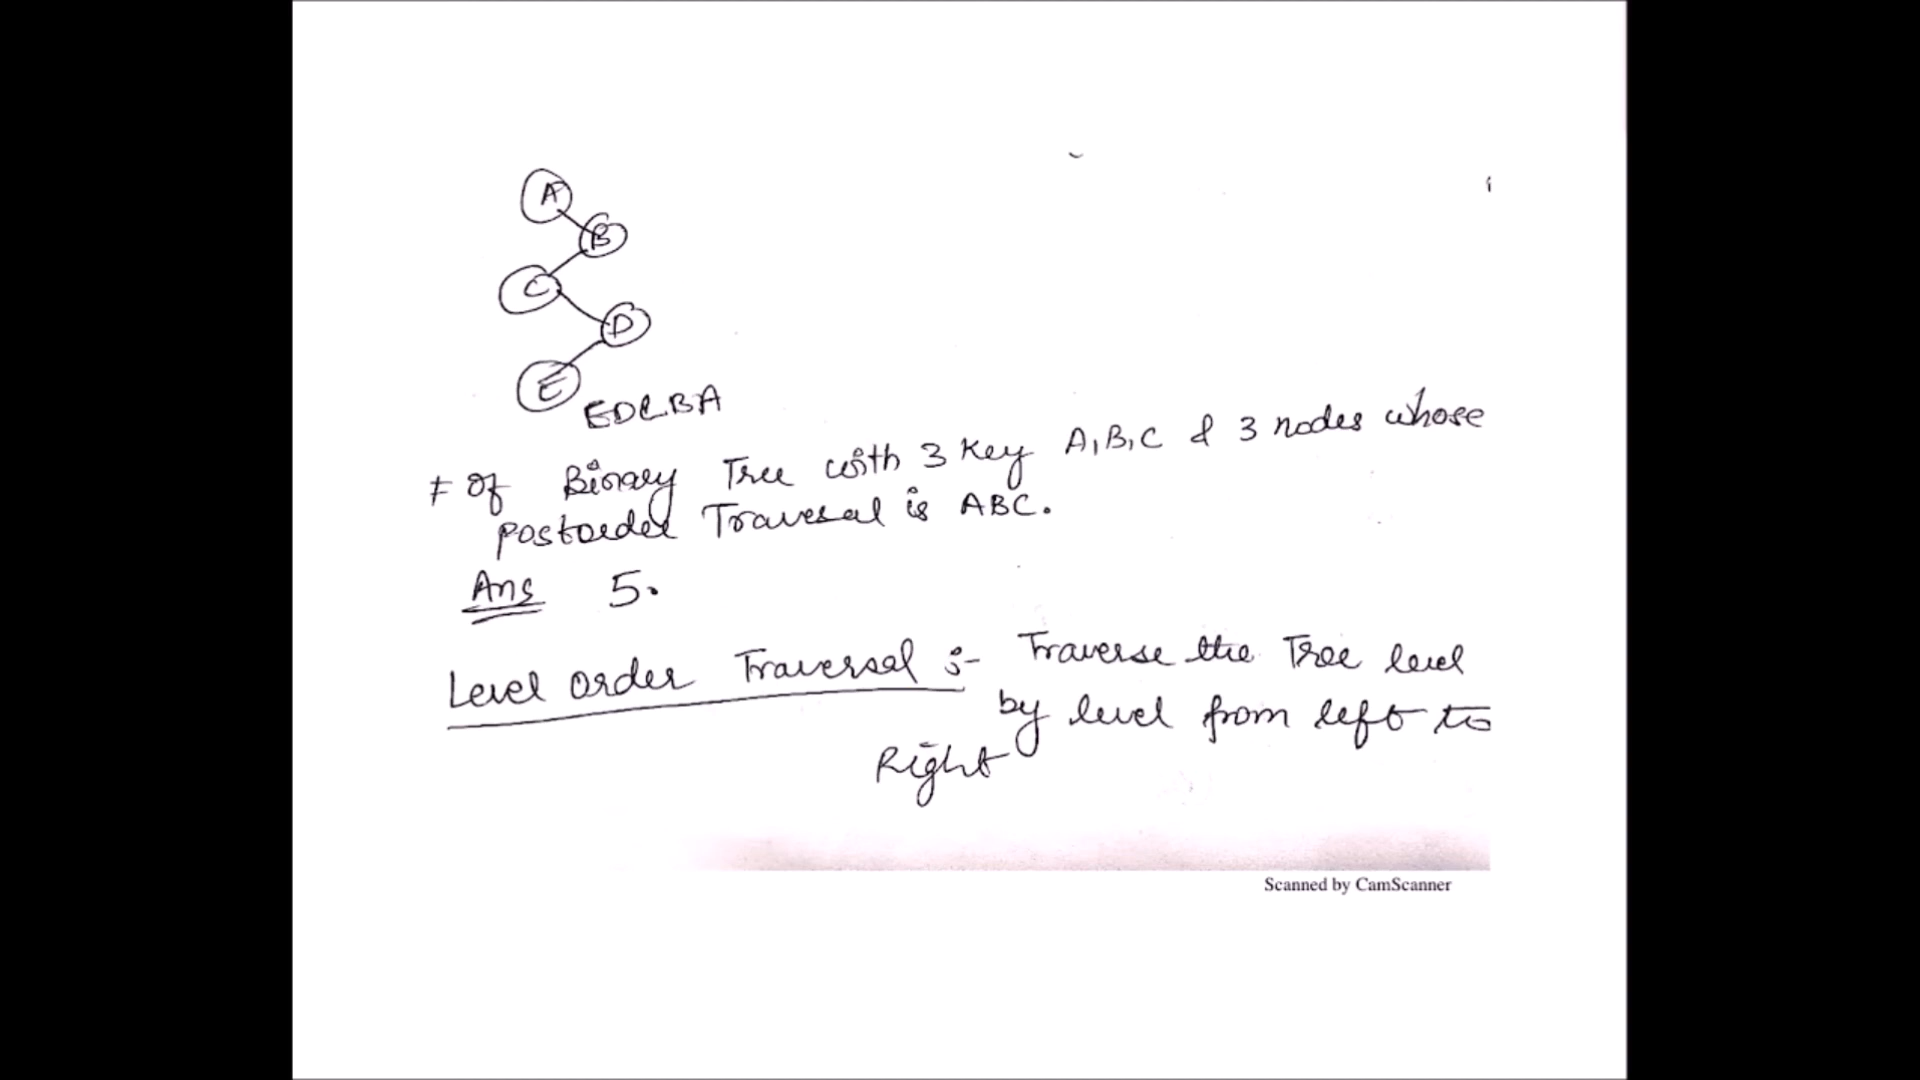 A
B
C
D
E
EDCBA
# Of Binary Tree with 3 Key A,B,C & 3 nodes whose
postorder Traversal is ABC.
Ans 5.
Level order Traversal :- Traverse the Tree level
by level from left to
Right
Scanned by CamScanner